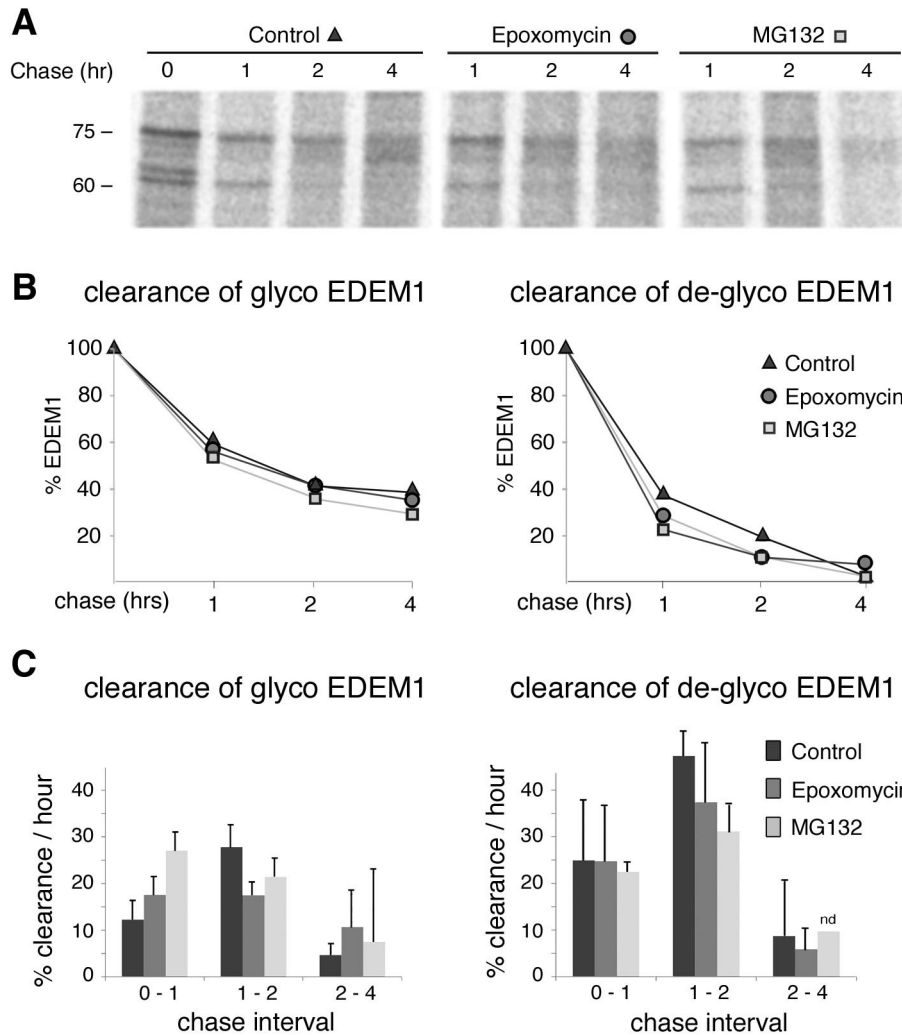 A
Control Epoxomycin MG132
Chase (hr) 0 1 2 4 1 2 4 1 2 4
75 –
60 –
B
clearance of glyco EDEM1
% EDEM1
100
80
60
40
20
chase (hrs) 1 2 4
clearance of de-glyco EDEM1
% EDEM1
100
80
60
40
20
chase (hrs) 1 2 4
Control
Epoxomycin
MG132
C
clearance of glyco EDEM1
% clearance / hour
40
30
20
10
0
0 - 1 1 - 2 2 - 4
chase interval
clearance of de-glyco EDEM1
% clearance / hour
40
30
20
10
0
nd
0 - 1 1 - 2 2 - 4
chase interval
Control
Epoxomycin
MG132